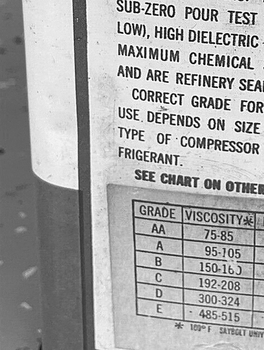 SUB-ZERO POUR TEST
LOW), HIGH DIELECTRIC
MAXIMUM CHEMICAL
AND ARE REFINERY SEA
CORRECT GRADE FOR
USE DEPENDS ON SIZE
TYPE OF COMPRESSOR
FRIGERANT.
SEE CHART ON OTHER
GRADE VISCOSITY*
AA 75-85
A 95-105
B 150-160
C 192-208
D 300-324
E 485-515
* 100°F SAYBOLT UNIV